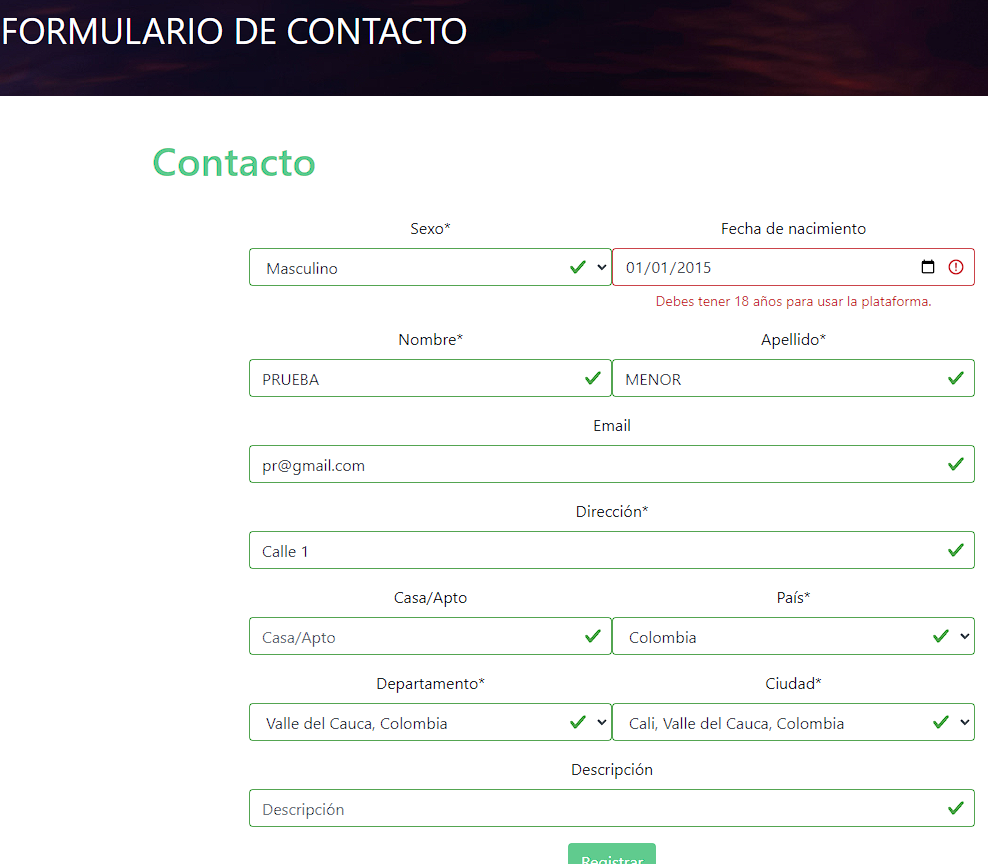 FORMULARIO DE CONTACTO
Contacto
Sexo* Fecha de nacimiento
Masculino 01/01/2015
Debes tener 18 años para usar la plataforma.
Nombre* Apellido*
PRUEBA MENOR
Email
pr@gmail.com
Dirección*
Calle 1
Casa/Apto País*
Casa/Apto Colombia
Departamento* Ciudad*
Valle del Cauca, Colombia Cali, Valle del Cauca, Colombia
Descripción
Descripción
Registrar